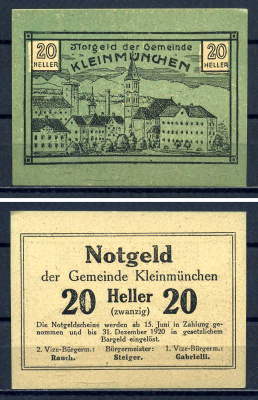 Notgeld der Gemeinde
KLEINMÜNCHEN
20
HELLER
20
HELLER
Notgeld
der Gemeinde Kleinmünchen
20 Heller 20
(zwanzig)
Die Notgeldscheine werden ab 15. Juni in Zahlung ge-
nommen und bis 31. Dezember 1920 in gesetzlichem
Bargeld eingelöst.
2. Vize-Bürgerm.: Bürgermeister: 1. Vize-Bürgerm.:
Rauch. Steiger. Gabrielli.